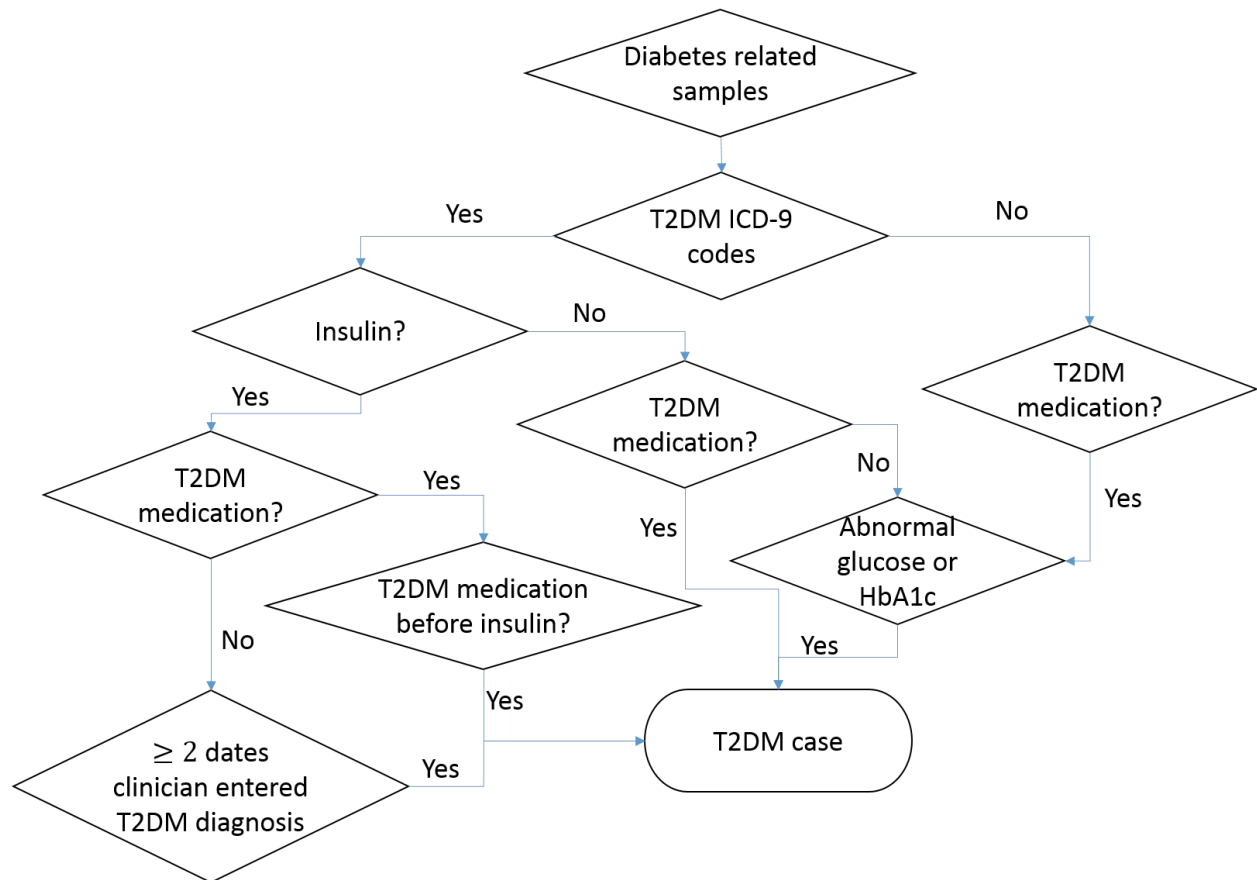 Diabetes related
samples
Yes
T2DM ICD-9
codes
No
Insulin?
No
T2DM
medication?
Yes
T2DM
medication?
T2DM
medication?
Yes
No
Yes
Yes
Abnormal
glucose or
HbA1c
T2DM medication
before insulin?
No
Yes
Yes
≥ 2 dates
clinician entered
T2DM diagnosis
Yes
T2DM case